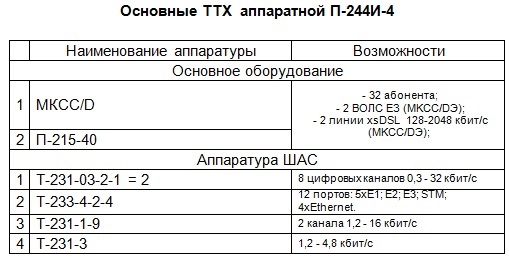 Основные ТТХ аппаратной П-244И-4
Наименование аппаратуры Возможности
Основное оборудование
1 МКСС/D
- 32 абонента;
- 2 ВОЛС Е3 (МКСС/DЭ);
- 2 линии xsDSL 128-2048 кбит/с
(МКСС/DЭ);
2 П-215-40
Аппаратура ШАС
1 Т-231-03-2-1 = 2 8 цифровых каналов 0,3 - 32 кбит/с
2 Т-233-4-2-4 12 портов: 5хЕ1; Е2; Е3; STM;
4хEthernet.
3 Т-231-1-9 2 канала 1,2 - 16 кбит/с
4 Т-231-3 1,2 - 4,8 кбит/с